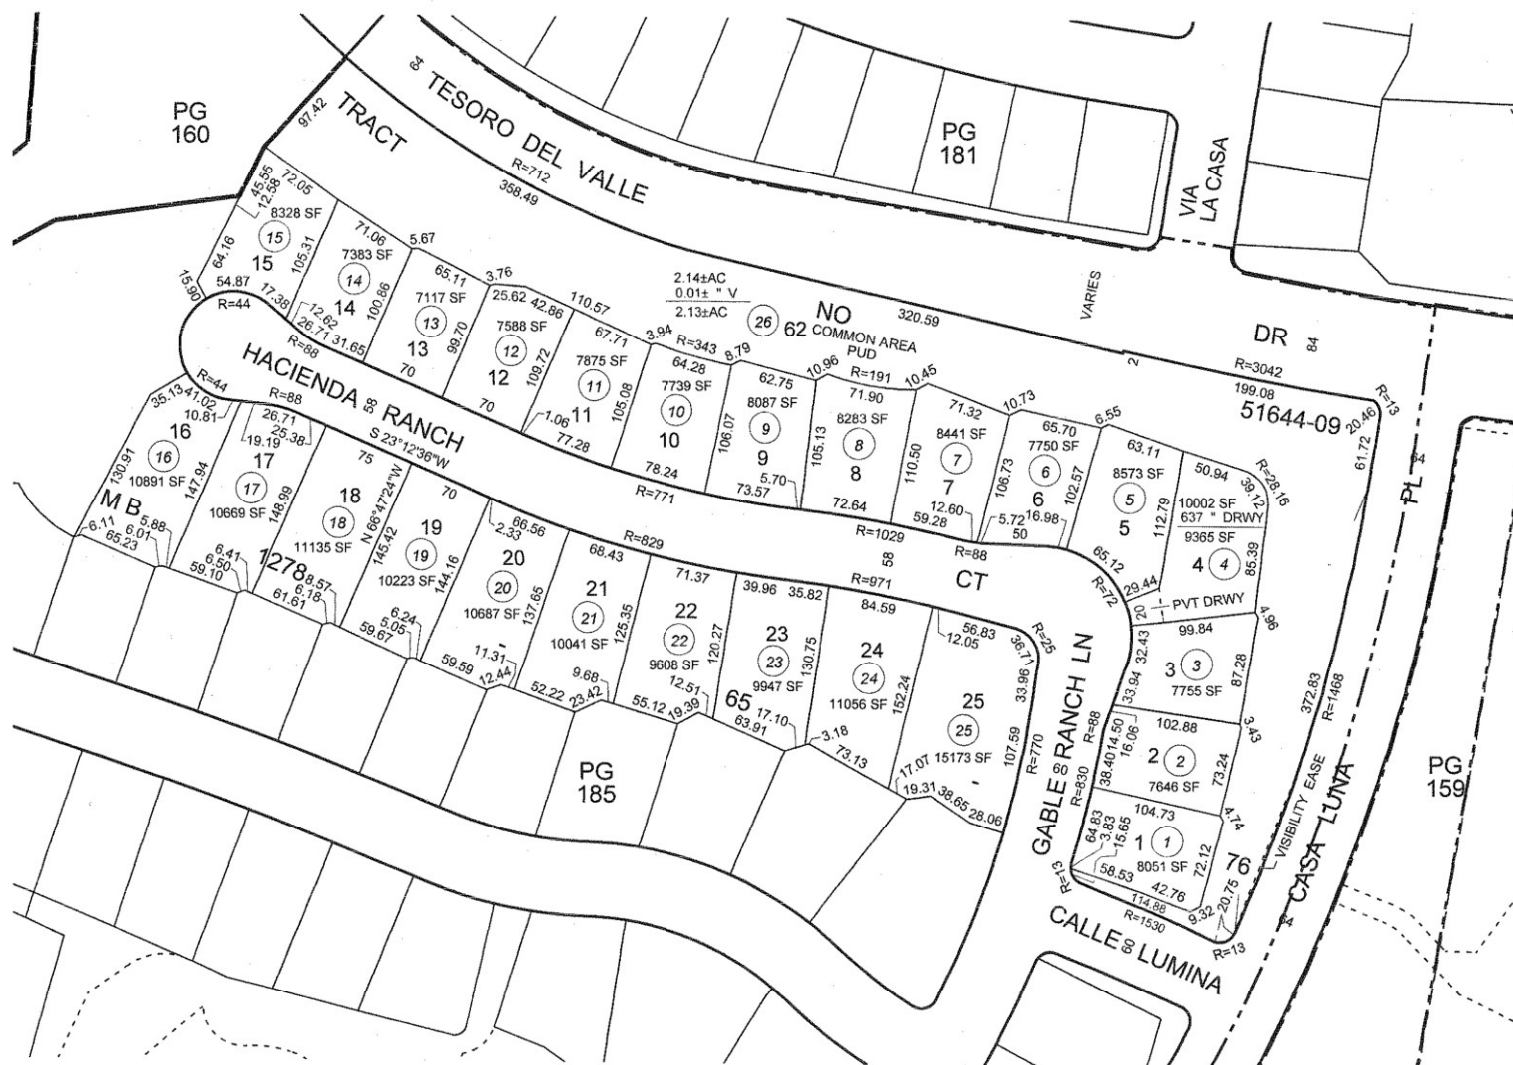 PG
160
97.42
TRACT
64
TESORO DEL VALLE
R=712
358.49
PG
181
VIA
LA CASA
VARIES
DR 84
R=3042
199.08
51644-09
R=13
20.46
61.72
64
PL
2
320.59
NO
2.14±AC
0.01± " V
2.13±AC
26
62 COMMON AREA
PUD
45.55
12.58
72.05
8328 SF
15
15
64.16
105.31
15.90
54.87
17.38
R=44
71.06
7383 SF
14
14
12.62
26.71
31.65
R=88
100.86
5.67
65.11
7117 SF
13
13
99.70
70
3.76
25.62
42.86
110.57
7588 SF
12
12
109.72
70
67.71
7875 SF
11
11
1.06
77.28
105.08
3.94
R=343
64.28
8.79
7739 SF
10
10
78.24
106.07
62.75
10.96
8087 SF
9
9
5.70
73.57
105.13
R=191
71.90
10.45
8283 SF
8
8
72.64
110.50
71.32
10.73
8441 SF
7
7
12.60
59.28
106.73
65.70
6.55
7750 SF
6
6
5.72
16.98
50
102.57
63.11
8573 SF
5
5
112.79
65.12
50.94
R=28.16
39.12
10002 SF
637 " DRWY
9365 SF
4
4
85.39
29.44
20
PVT DRWY
R=72
4.96
99.84
32.43
3
3
7755 SF
87.28
33.94
3.43
102.88
14.50
16.06
R=88
2
2
7646 SF
73.24
38.40
R=830
4.74
104.73
64.83
3.83
15.65
1
1
8051 SF
72.12
58.53
42.76
114.88
R=1530
R=13
9.32
20.75
R=13
76
VISIBILITY EASE
372.83
R=1468
CASA LUNA
64
PG
159
CALLE LUMINA
60
GABLE RANCH LN
60
HACIENDA RANCH
58
S 23°12'36"W
R=771
R=829
R=1029
58
R=88
R=971
CT
R=44
R=88
35.13
41.02
10.81
16
16
10891 SF
130.91
147.94
M B
6.11
65.23
6.01
5.88
26.71
25.38
19.19
17
17
10669 SF
148.99
6.41
6.50
59.10
1278
75
18
18
11135 SF
N 66°47'24"W
145.42
8.57
6.18
61.61
70
19
19
10223 SF
144.16
6.24
5.05
59.67
2.33
66.56
20
20
10687 SF
137.65
11.31
12.44
59.59
68.43
21
21
10041 SF
125.35
9.68
23.42
52.22
71.37
22
22
9608 SF
120.27
12.51
19.39
55.12
65
39.96
35.82
23
23
9947 SF
130.75
17.10
63.91
84.59
24
24
11056 SF
152.24
3.18
73.13
56.83
12.05
36.71
R=25
33.96
25
25
15173 SF
107.59
R=770
17.07
19.31
38.65
28.06
PG
185